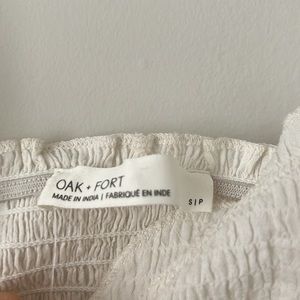 OAK + FORT
MADE IN INDIA | FABRIQUÉ EN INDE
S | P